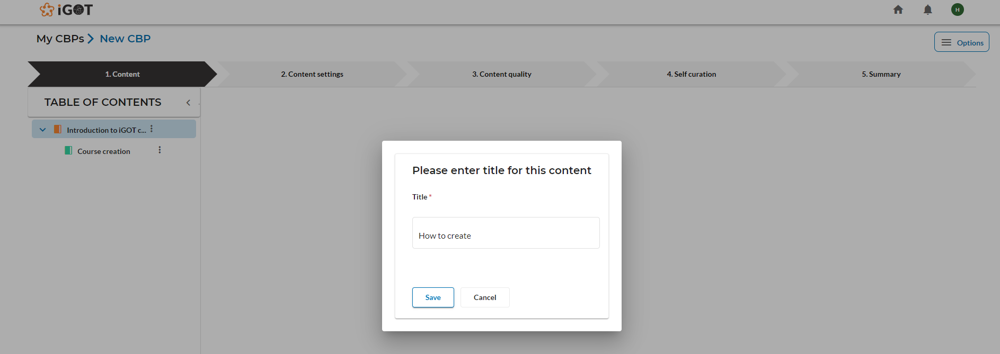 iGOT
H
My CBPs > New CBP
Options
1. Content
2. Content settings
3. Content quality
4. Self curation
5. Summary
TABLE OF CONTENTS
Introduction to iGOT c...
Course creation
Please enter title for this content
Title *
How to create
Save
Cancel